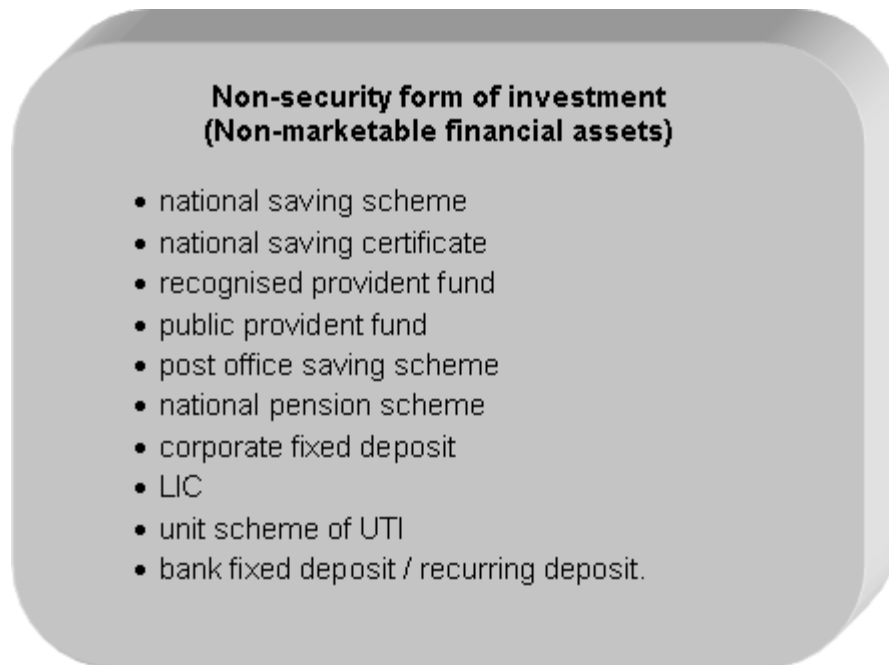 Non-security form of investment
(Non-marketable financial assets)
• national saving scheme
• national saving certificate
• recognised provident fund
• public provident fund
• post office saving scheme
• national pension scheme
• corporate fixed deposit
• LIC
• unit scheme of UTI
• bank fixed deposit / recurring deposit.